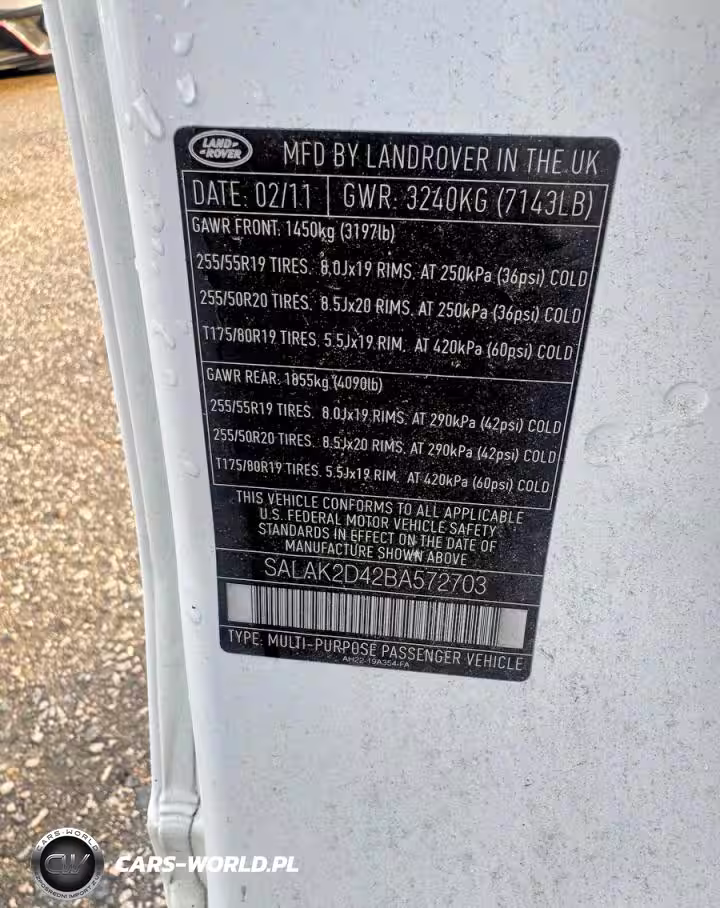 LAND-
-ROVER
MFD BY LANDROVER IN THE UK
DATE: 02/11 GWR: 3240KG (7143LB)
GAWR FRONT: 1450kg (3197lb)
255/55R19 TIRES. 8.0Jx19 RIMS. AT 250kPa (36psi) COLD
255/50R20 TIRES. 8.5Jx20 RIMS. AT 250kPa (36psi) COLD
T175/80R19 TIRES. 5.5Jx19 RIM. AT 420kPa (60psi) COLD
GAWR REAR: 1855kg (4090lb)
255/55R19 TIRES. 8.0Jx19 RIMS. AT 290kPa (42psi) COLD
255/50R20 TIRES. 8.5Jx20 RIMS. AT 290kPa (42psi) COLD
T175/80R19 TIRES. 5.5Jx19 RIM. AT 420kPa (60psi) COLD
THIS VEHICLE CONFORMS TO ALL APPLICABLE
U.S. FEDERAL MOTOR VEHICLE SAFETY
STANDARDS IN EFFECT ON THE DATE OF
MANUFACTURE SHOWN ABOVE
SALAK2D42BA572703
TYPE: MULTI-PURPOSE PASSENGER VEHICLE
AH22-19A354-FA
CARS-WORLD
CW
BEZPOŚREDNI IMPORT Z
CARS-WORLD.PL